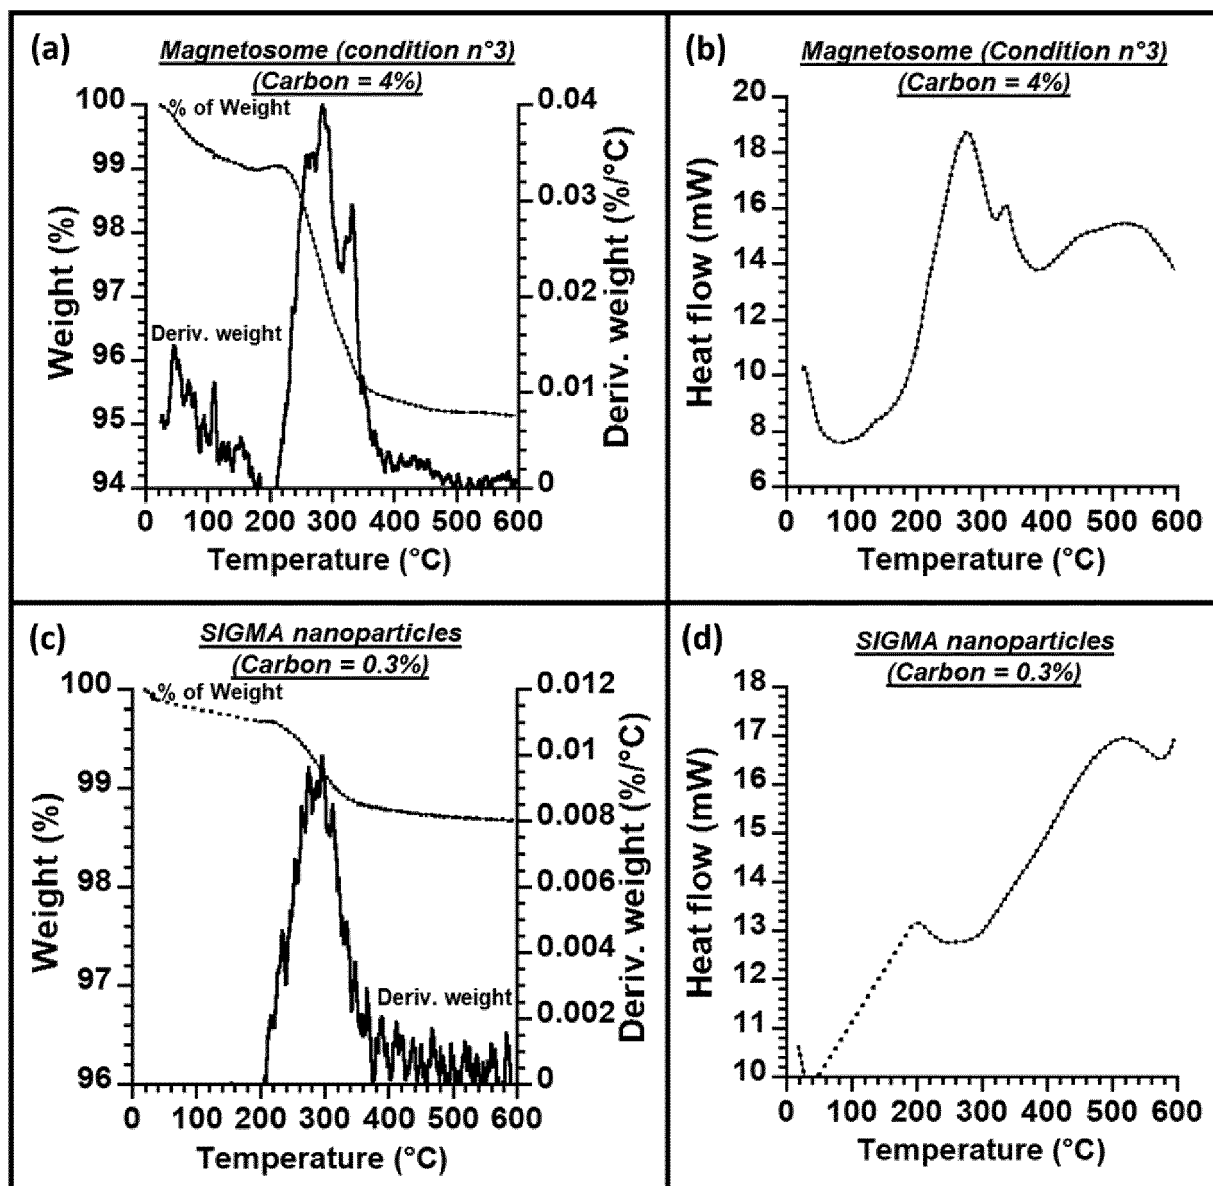 (a)
Magnetosome (condition n°3)
(Carbon = 4%)
100
99
98
97
96
95
94
Weight (%)
% of Weight
Deriv. weight
0.04
0.03
0.02
0.01
0
Deriv. weight (%/°C)
0 100 200 300 400 500 600
Temperature (°C)
(b)
Magnetosome (Condition n°3)
(Carbon = 4%)
20
18
16
14
12
10
8
6
Heat flow (mW)
0 100 200 300 400 500 600
Temperature (°C)
(c)
SIGMA nanoparticles
(Carbon = 0.3%)
100
99
98
97
96
Weight (%)
% of Weight
Deriv. weight
0.012
0.01
0.008
0.006
0.004
0.002
0
Deriv. weight (%/°C)
0 100 200 300 400 500 600
Temperature (°C)
(d)
SIGMA nanoparticles
(Carbon = 0.3%)
18
17
16
15
14
13
12
11
10
Heat flow (mW)
0 100 200 300 400 500 600
Temperature (°C)